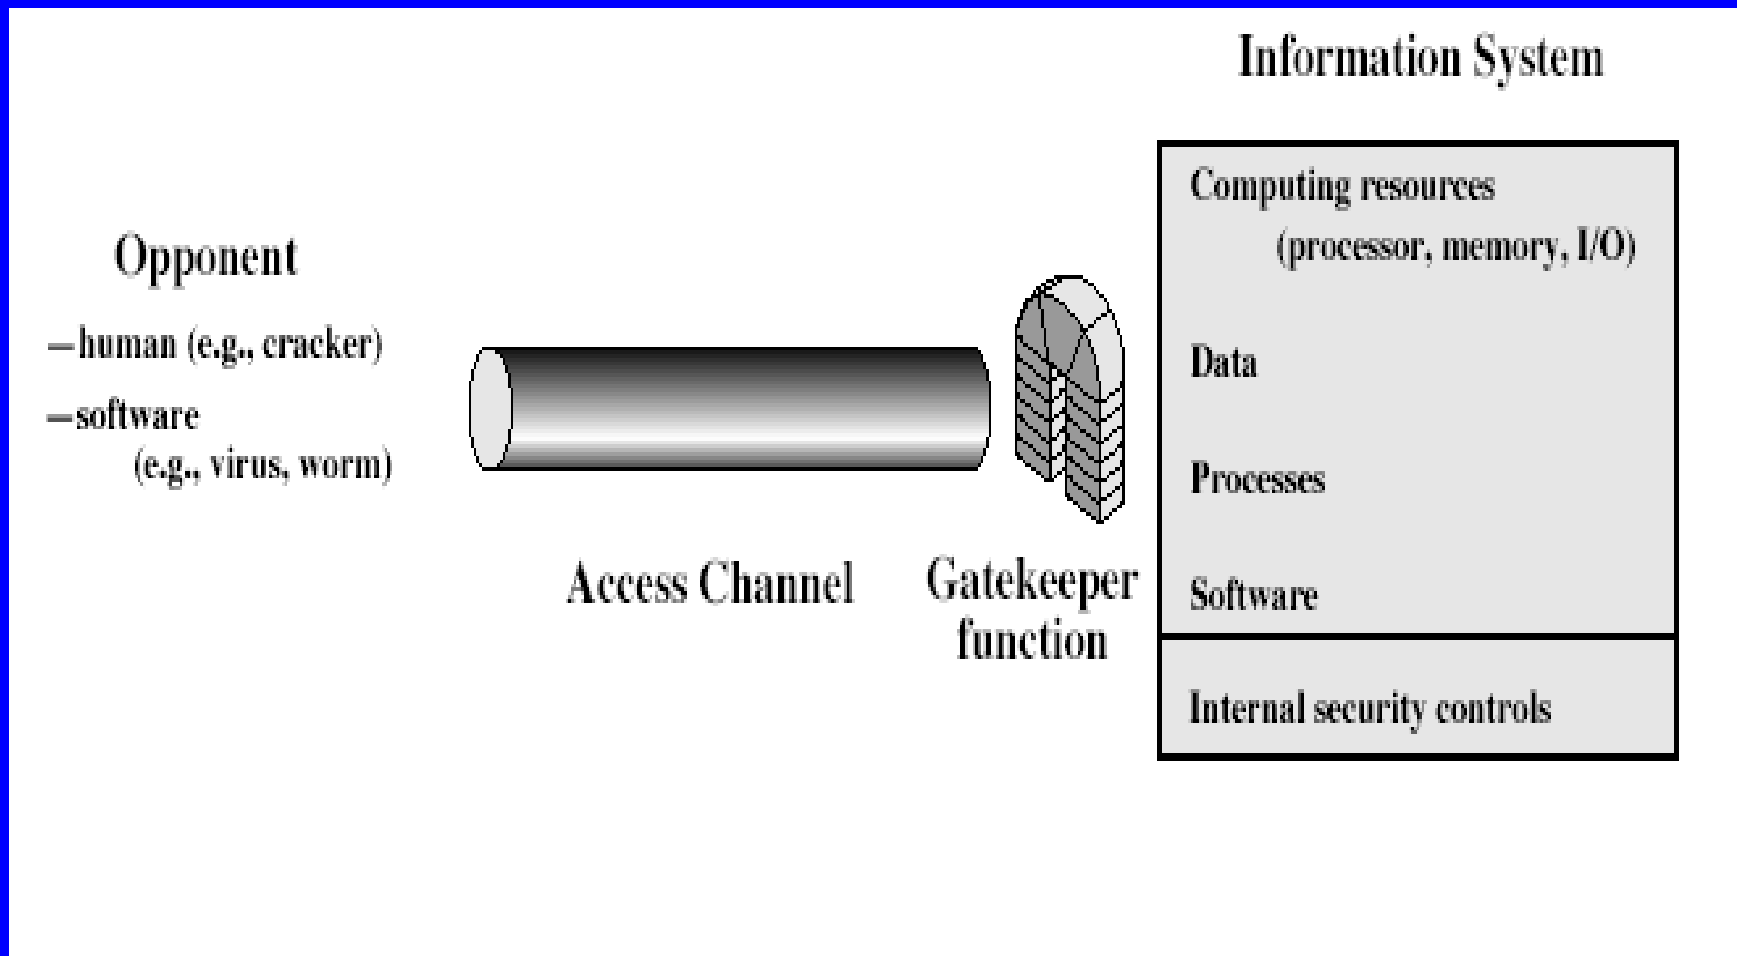 Information System
Opponent
—human (e.g., cracker)
—software
(e.g., virus, worm)
Access Channel
Gatekeeper
function
Computing resources
(processor, memory, I/O)
Data
Processes
Software
Internal security controls